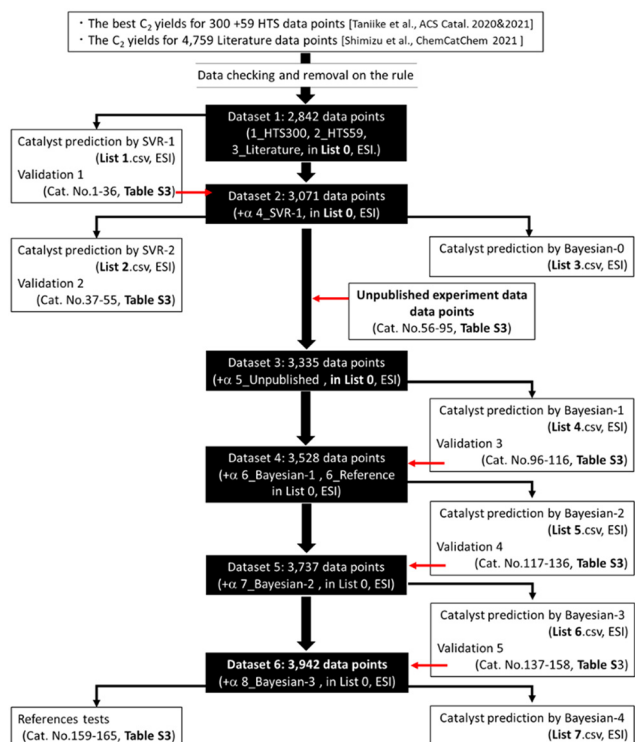 · The best C₂ yields for 300 +59 HTS data points [Taniike et al., ACS Catal. 2020&2021]
· The C₂ yields for 4,759 Literature data points [Shimizu et al., ChemCatChem 2021 ]
Data checking and removal on the rule
Dataset 1: 2,842 data points
(1_HTS300, 2_HTS59,
3_Literature, in List 0, ESI.)
Catalyst prediction by SVR-1
(List 1.csv, ESI)
Validation 1
(Cat. No.1-36, Table S3)
Dataset 2: 3,071 data points
(+α 4_SVR-1, in List 0, ESI)
Catalyst prediction by SVR-2
(List 2.csv, ESI)
Validation 2
(Cat. No.37-55, Table S3)
Catalyst prediction by Bayesian-0
(List 3.csv, ESI)
Unpublished experiment data
data points
(Cat. No.56-95, Table S3)
Dataset 3: 3,335 data points
(+α 5_Unpublished , in List 0, ESI)
Catalyst prediction by Bayesian-1
(List 4.csv, ESI)
Validation 3
(Cat. No.96-116, Table S3)
Dataset 4: 3,528 data points
(+α 6_Bayesian-1 , 6_Reference
in List 0, ESI)
Catalyst prediction by Bayesian-2
(List 5.csv, ESI)
Validation 4
(Cat. No.117-136, Table S3)
Dataset 5: 3,737 data points
(+α 7_Bayesian-2 , in List 0, ESI)
Catalyst prediction by Bayesian-3
(List 6.csv, ESI)
Validation 5
(Cat. No.137-158, Table S3)
Dataset 6: 3,942 data points
(+α 8_Bayesian-3 , in List 0, ESI)
References tests
(Cat. No.159-165, Table S3)
Catalyst prediction by Bayesian-4
(List 7.csv, ESI)